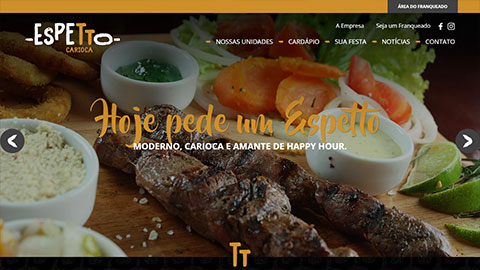 ÁREA DO FRANQUEADO
A Empresa Seja um Franqueado
-ESPETTO-
CARIOCA
NOSSAS UNIDADES CARDÁPIO SUA FESTA NOTÍCIAS CONTATO
Hoje pede um Espetto
MODERNO, CARIOCA E AMANTE DE HAPPY HOUR.
TT